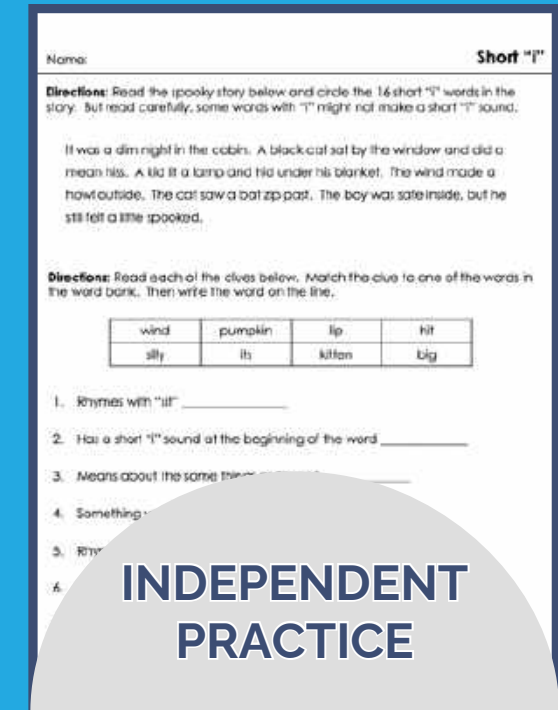 Name:
Short "i"
Directions: Read the spooky story below and circle the 16 short "i" words in the
story. But read carefully, some words with "i" might not make a short "i" sound.
It was a dim night in the cabin. A black cat sat by the window and did a
mean hiss. A kid lit a lamp and hid under his blanket. The wind made a
howl outside. The cat saw a bat zip past. The boy was safe inside, but he
still felt a little spooked.
Directions: Read each of the clues below. Match the clue to one of the words in
the word bank. Then write the word on the line.
wind pumpkin lip hit
silly kitten big
1. Rhymes with
2. Has a short "i" sound at the beginning of the word
3. Means about the same
4. Something
5.
6.
INDEPENDENT
PRACTICE